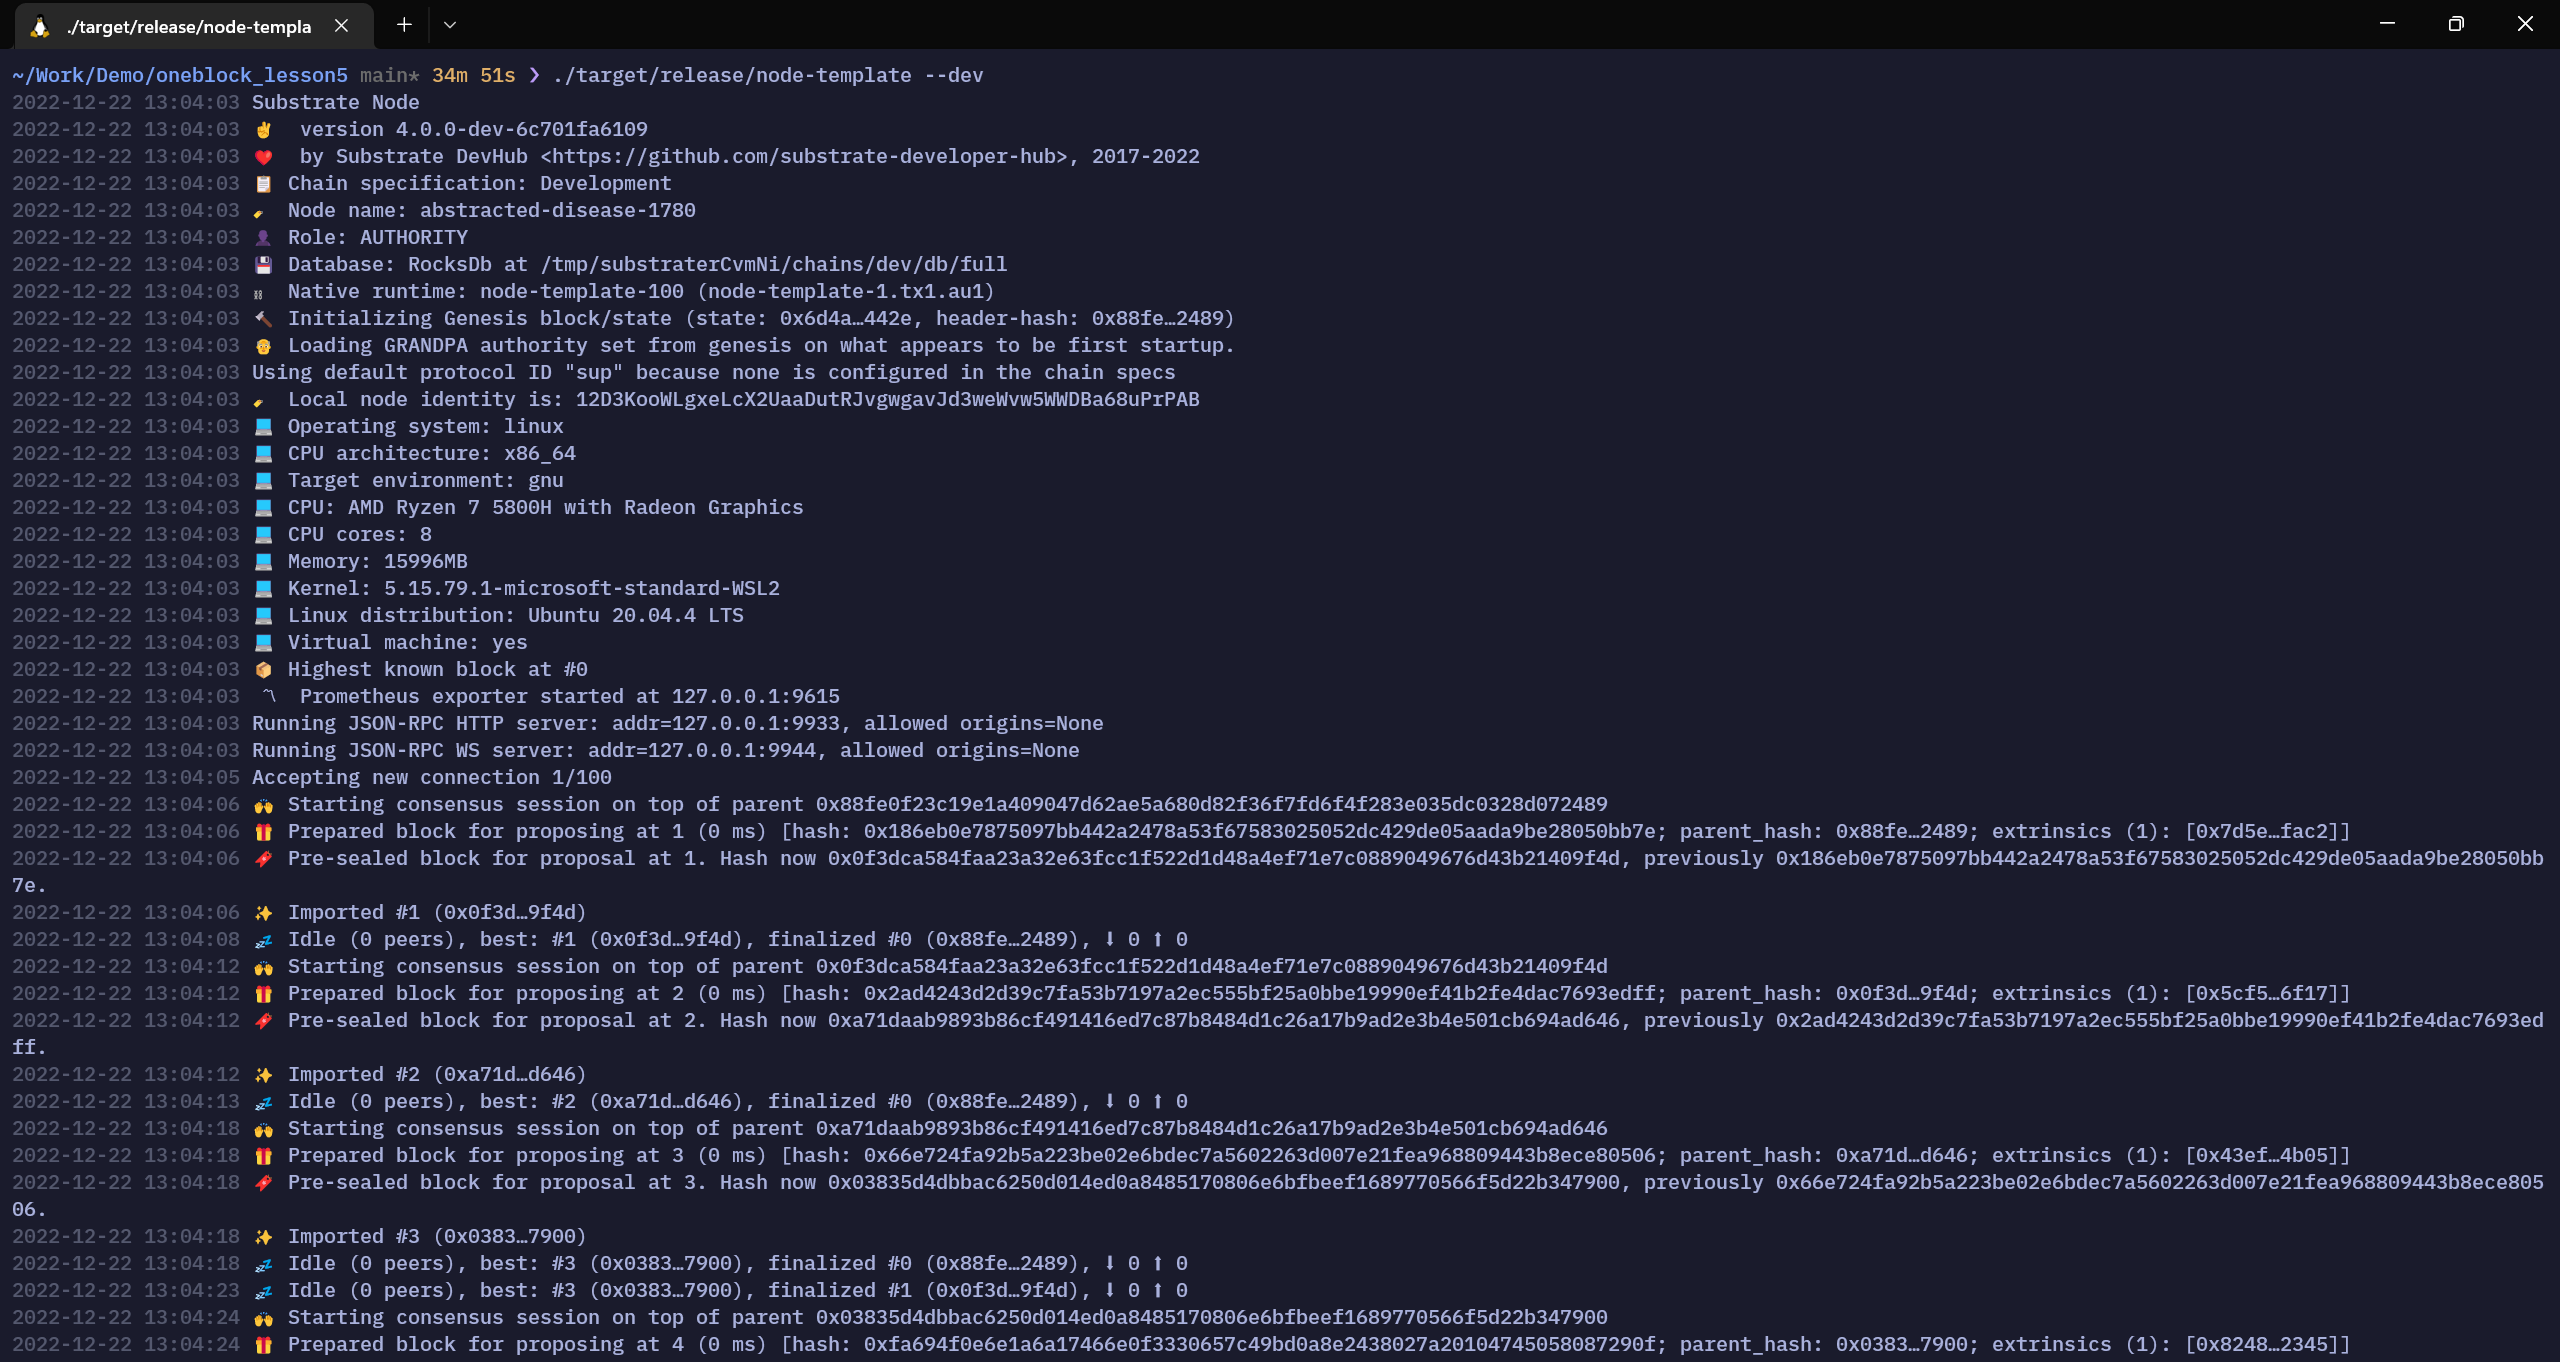 ./target/release/node-templa
~/Work/Demo/oneblock_lesson5 main* 34m 51s ❯ ./target/release/node-template --dev
2022-12-22 13:04:03 Substrate Node
2022-12-22 13:04:03 ✌️  version 4.0.0-dev-6c701fa6109
2022-12-22 13:04:03 ❤️  by Substrate DevHub <https://github.com/substrate-developer-hub>, 2017-2022
2022-12-22 13:04:03 📋 Chain specification: Development
2022-12-22 13:04:03 🏷  Node name: abstracted-disease-1780
2022-12-22 13:04:03 👤 Role: AUTHORITY
2022-12-22 13:04:03 💾 Database: RocksDb at /tmp/substraterCvmNi/chains/dev/db/full
2022-12-22 13:04:03 ⛓  Native runtime: node-template-100 (node-template-1.tx1.au1)
2022-12-22 13:04:03 🔨 Initializing Genesis block/state (state: 0x6d4a…442e, header-hash: 0x88fe…2489)
2022-12-22 13:04:03 👴 Loading GRANDPA authority set from genesis on what appears to be first startup.
2022-12-22 13:04:03 Using default protocol ID "sup" because none is configured in the chain specs
2022-12-22 13:04:03 🏷  Local node identity is: 12D3KooWLgxeLcX2UaaDutRJvgwgavJd3weWvw5WWDBa68uPrPAB
2022-12-22 13:04:03 💻 Operating system: linux
2022-12-22 13:04:03 💻 CPU architecture: x86_64
2022-12-22 13:04:03 💻 Target environment: gnu
2022-12-22 13:04:03 💻 CPU: AMD Ryzen 7 5800H with Radeon Graphics
2022-12-22 13:04:03 💻 CPU cores: 8
2022-12-22 13:04:03 💻 Memory: 15996MB
2022-12-22 13:04:03 💻 Kernel: 5.15.79.1-microsoft-standard-WSL2
2022-12-22 13:04:03 💻 Linux distribution: Ubuntu 20.04.4 LTS
2022-12-22 13:04:03 💻 Virtual machine: yes
2022-12-22 13:04:03 📦 Highest known block at #0
2022-12-22 13:04:03 〽️  Prometheus exporter started at 127.0.0.1:9615
2022-12-22 13:04:03 Running JSON-RPC HTTP server: addr=127.0.0.1:9933, allowed origins=None
2022-12-22 13:04:03 Running JSON-RPC WS server: addr=127.0.0.1:9944, allowed origins=None
2022-12-22 13:04:05 Accepting new connection 1/100
2022-12-22 13:04:06 🙌 Starting consensus session on top of parent 0x88fe0f23c19e1a409047d62ae5a680d82f36f7fd6f4f283e035dc0328d072489
2022-12-22 13:04:06 🎁 Prepared block for proposing at 1 (0 ms) [hash: 0x186eb0e7875097bb442a2478a53f67583025052dc429de05aada9be28050bb7e; parent_hash: 0x88fe…2489; extrinsics (1): [0x7d5e…fac2]]
2022-12-22 13:04:06 🔖 Pre-sealed block for proposal at 1. Hash now 0x0f3dca584faa23a32e63fcc1f522d1d48a4ef71e7c0889049676d43b21409f4d, previously 0x186eb0e7875097bb442a2478a53f67583025052dc429de05aada9be28050bb
7e.
2022-12-22 13:04:06 ✨ Imported #1 (0x0f3d…9f4d)
2022-12-22 13:04:08 💤 Idle (0 peers), best: #1 (0x0f3d…9f4d), finalized #0 (0x88fe…2489), ⬇ 0 ⬆ 0
2022-12-22 13:04:12 🙌 Starting consensus session on top of parent 0x0f3dca584faa23a32e63fcc1f522d1d48a4ef71e7c0889049676d43b21409f4d
2022-12-22 13:04:12 🎁 Prepared block for proposing at 2 (0 ms) [hash: 0x2ad4243d2d39c7fa53b7197a2ec555bf25a0bbe19990ef41b2fe4dac7693edff; parent_hash: 0x0f3d…9f4d; extrinsics (1): [0x5cf5…6f17]]
2022-12-22 13:04:12 🔖 Pre-sealed block for proposal at 2. Hash now 0xa71daab9893b86cf491416ed7c87b8484d1c26a17b9ad2e3b4e501cb694ad646, previously 0x2ad4243d2d39c7fa53b7197a2ec555bf25a0bbe19990ef41b2fe4dac7693ed
ff.
2022-12-22 13:04:12 ✨ Imported #2 (0xa71d…d646)
2022-12-22 13:04:13 💤 Idle (0 peers), best: #2 (0xa71d…d646), finalized #0 (0x88fe…2489), ⬇ 0 ⬆ 0
2022-12-22 13:04:18 🙌 Starting consensus session on top of parent 0xa71daab9893b86cf491416ed7c87b8484d1c26a17b9ad2e3b4e501cb694ad646
2022-12-22 13:04:18 🎁 Prepared block for proposing at 3 (0 ms) [hash: 0x66e724fa92b5a223be02e6bdec7a5602263d007e21fea968809443b8ece80506; parent_hash: 0xa71d…d646; extrinsics (1): [0x43ef…4b05]]
2022-12-22 13:04:18 🔖 Pre-sealed block for proposal at 3. Hash now 0x03835d4dbbac6250d014ed0a8485170806e6bfbeef1689770566f5d22b347900, previously 0x66e724fa92b5a223be02e6bdec7a5602263d007e21fea968809443b8ece805
06.
2022-12-22 13:04:18 ✨ Imported #3 (0x0383…7900)
2022-12-22 13:04:18 💤 Idle (0 peers), best: #3 (0x0383…7900), finalized #0 (0x88fe…2489), ⬇ 0 ⬆ 0
2022-12-22 13:04:23 💤 Idle (0 peers), best: #3 (0x0383…7900), finalized #1 (0x0f3d…9f4d), ⬇ 0 ⬆ 0
2022-12-22 13:04:24 🙌 Starting consensus session on top of parent 0x03835d4dbbac6250d014ed0a8485170806e6bfbeef1689770566f5d22b347900
2022-12-22 13:04:24 🎁 Prepared block for proposing at 4 (0 ms) [hash: 0xfa694f0e6e1a6a17466e0f3330657c49bd0a8e2438027a20104745058087290f; parent_hash: 0x0383…7900; extrinsics (1): [0x8248…2345]]